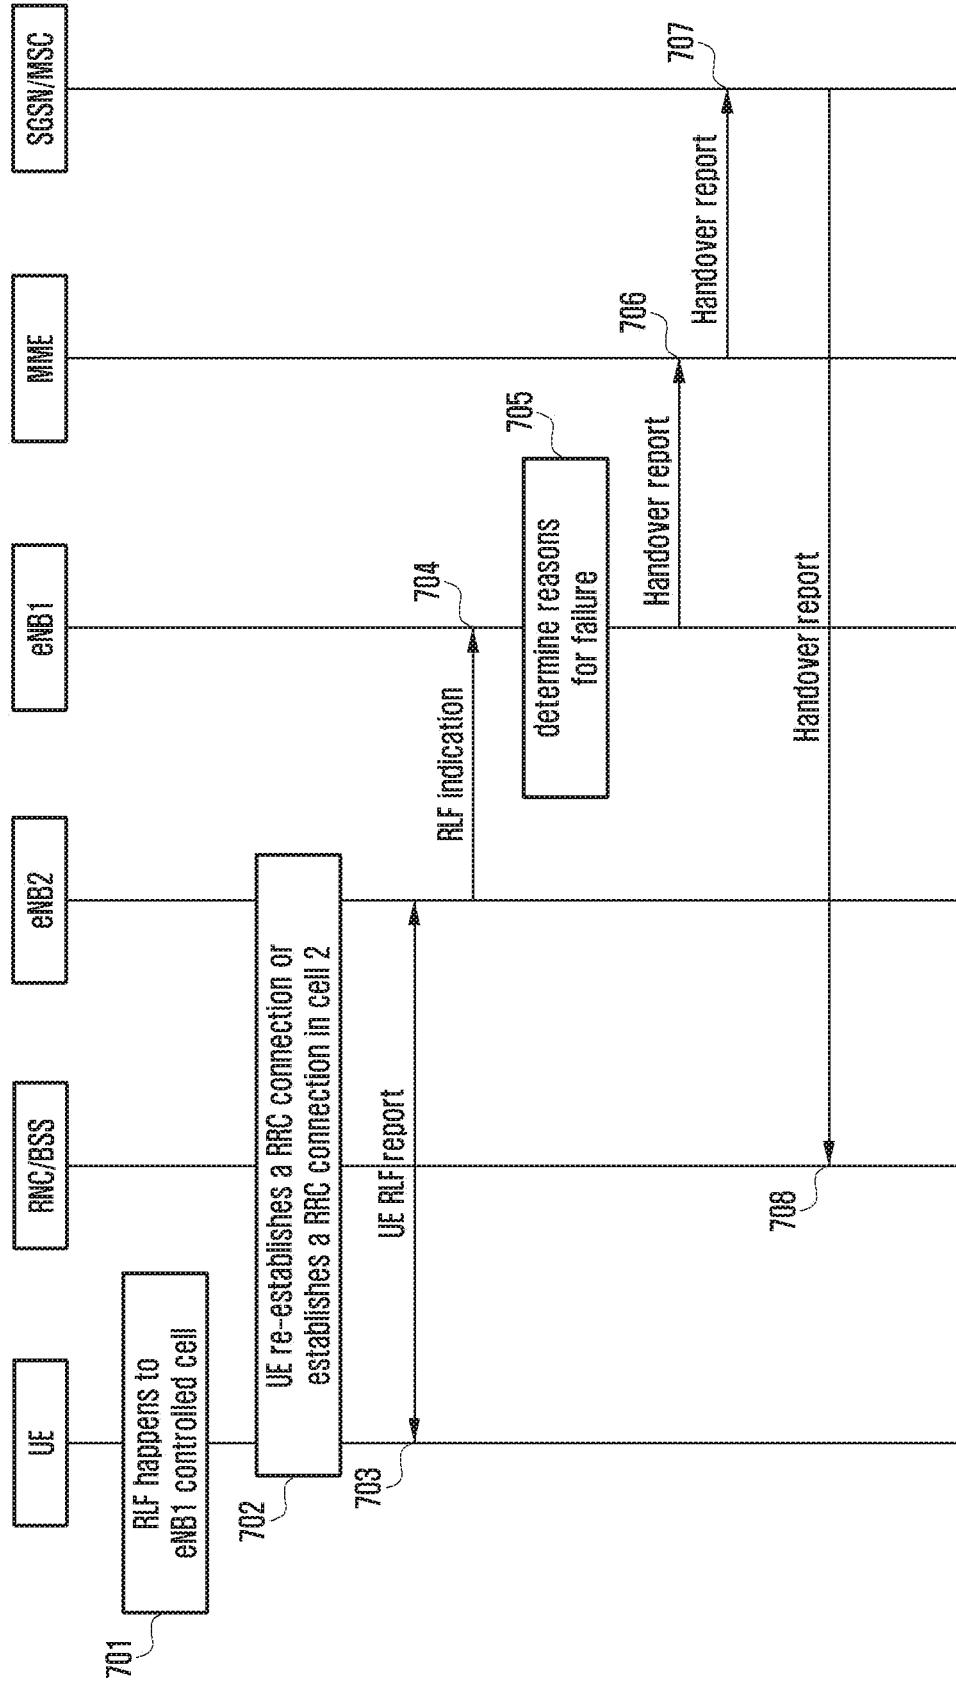 UE
RNC/BSS
eNB2
eNB1
MME
SGSN/MSC
701
RLF happens to
eNB1 controlled cell
702
UE re-establishes a RRC connection or
establishes a RRC connection in cell 2
703
UE RLF report
RLF indication
704
705
determine reasons
for failure
Handover report
706
Handover report
707
708
Handover report